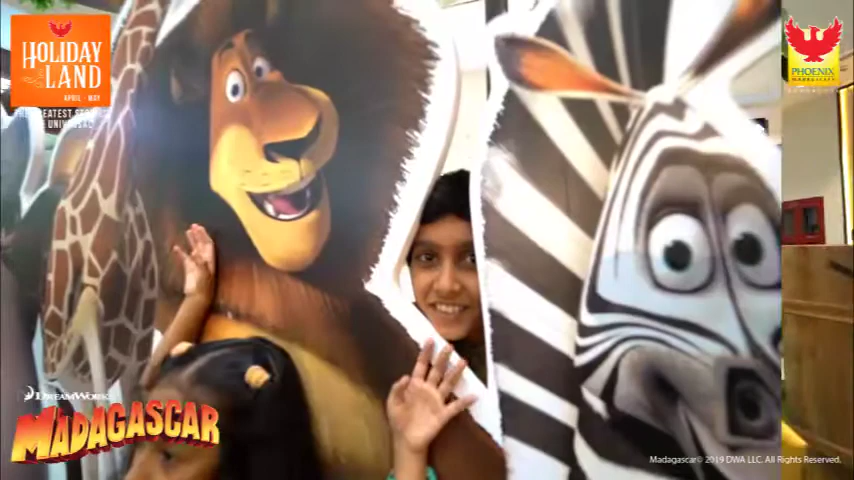 HOLIDAY
LAND
APRIL - MAY
PHOENIX
DREAMWORKS
MADAGASCAR
Madagascar© 2019 DWA LLC. All Rights Reserved.